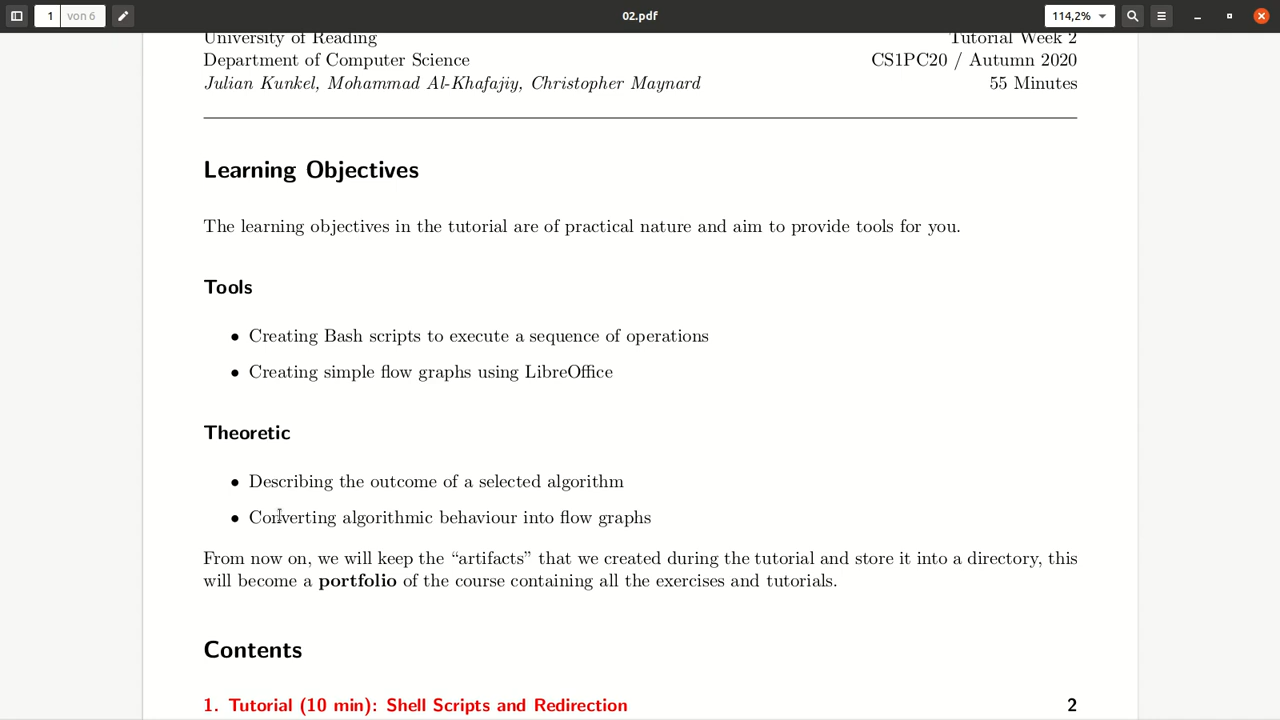 1 von 6 02.pdf 114,2%
University of Reading Tutorial Week 2
Department of Computer Science CS1PC20 / Autumn 2020
Julian Kunkel, Mohammad Al-Khafajiy, Christopher Maynard 55 Minutes
Learning Objectives
The learning objectives in the tutorial are of practical nature and aim to provide tools for you.
Tools
• Creating Bash scripts to execute a sequence of operations
• Creating simple flow graphs using LibreOffice
Theoretic
• Describing the outcome of a selected algorithm
• Converting algorithmic behaviour into flow graphs
From now on, we will keep the “artifacts” that we created during the tutorial and store it into a directory, this
will become a portfolio of the course containing all the exercises and tutorials.
Contents
1. Tutorial (10 min): Shell Scripts and Redirection 2